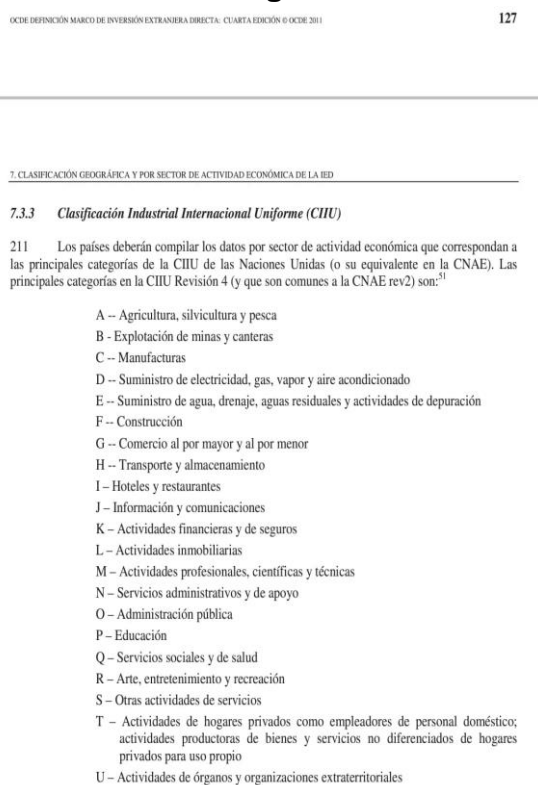 OCDE DEFINICIÓN MARCO DE INVERSIÓN EXTRANJERA DIRECTA: CUARTA EDICIÓN © OCDE 2011 127
7. CLASIFICACIÓN GEOGRÁFICA Y POR SECTOR DE ACTIVIDAD ECONÓMICA DE LA IED
7.3.3 Clasificación Industrial Internacional Uniforme (CIIU)
211 Los países deberán compilar los datos por sector de actividad económica que correspondan a
las principales categorías de la CIIU de las Naciones Unidas (o su equivalente en la CNAE). Las
principales categorías en la CIIU Revisión 4 (y que son comunes a la CNAE rev2) son:51
A -- Agricultura, silvicultura y pesca
B - Explotación de minas y canteras
C -- Manufacturas
D -- Suministro de electricidad, gas, vapor y aire acondicionado
E -- Suministro de agua, drenaje, aguas residuales y actividades de depuración
F -- Construcción
G -- Comercio al por mayor y al por menor
H -- Transporte y almacenamiento
I – Hoteles y restaurantes
J – Información y comunicaciones
K – Actividades financieras y de seguros
L – Actividades inmobiliarias
M – Actividades profesionales, científicas y técnicas
N – Servicios administrativos y de apoyo
O – Administración pública
P – Educación
Q – Servicios sociales y de salud
R – Arte, entretenimiento y recreación
S – Otras actividades de servicios
T – Actividades de hogares privados como empleadores de personal doméstico;
actividades productoras de bienes y servicios no diferenciados de hogares
privados para uso propio
U – Actividades de órganos y organizaciones extraterritoriales